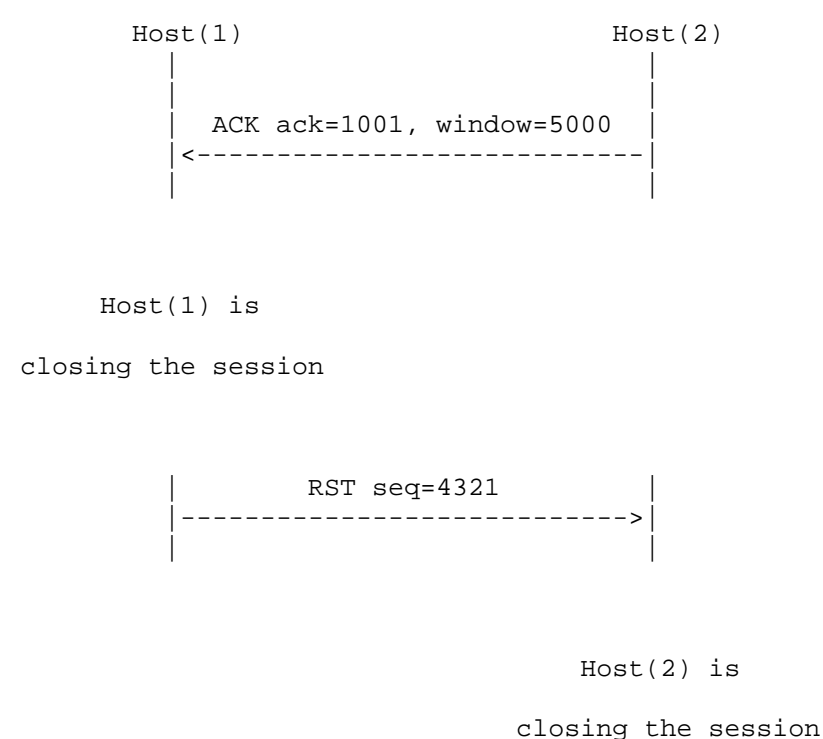 Host(1) Host(2)
ACK ack=1001, window=5000
Host(1) is
closing the session
RST seq=4321
Host(2) is
closing the session